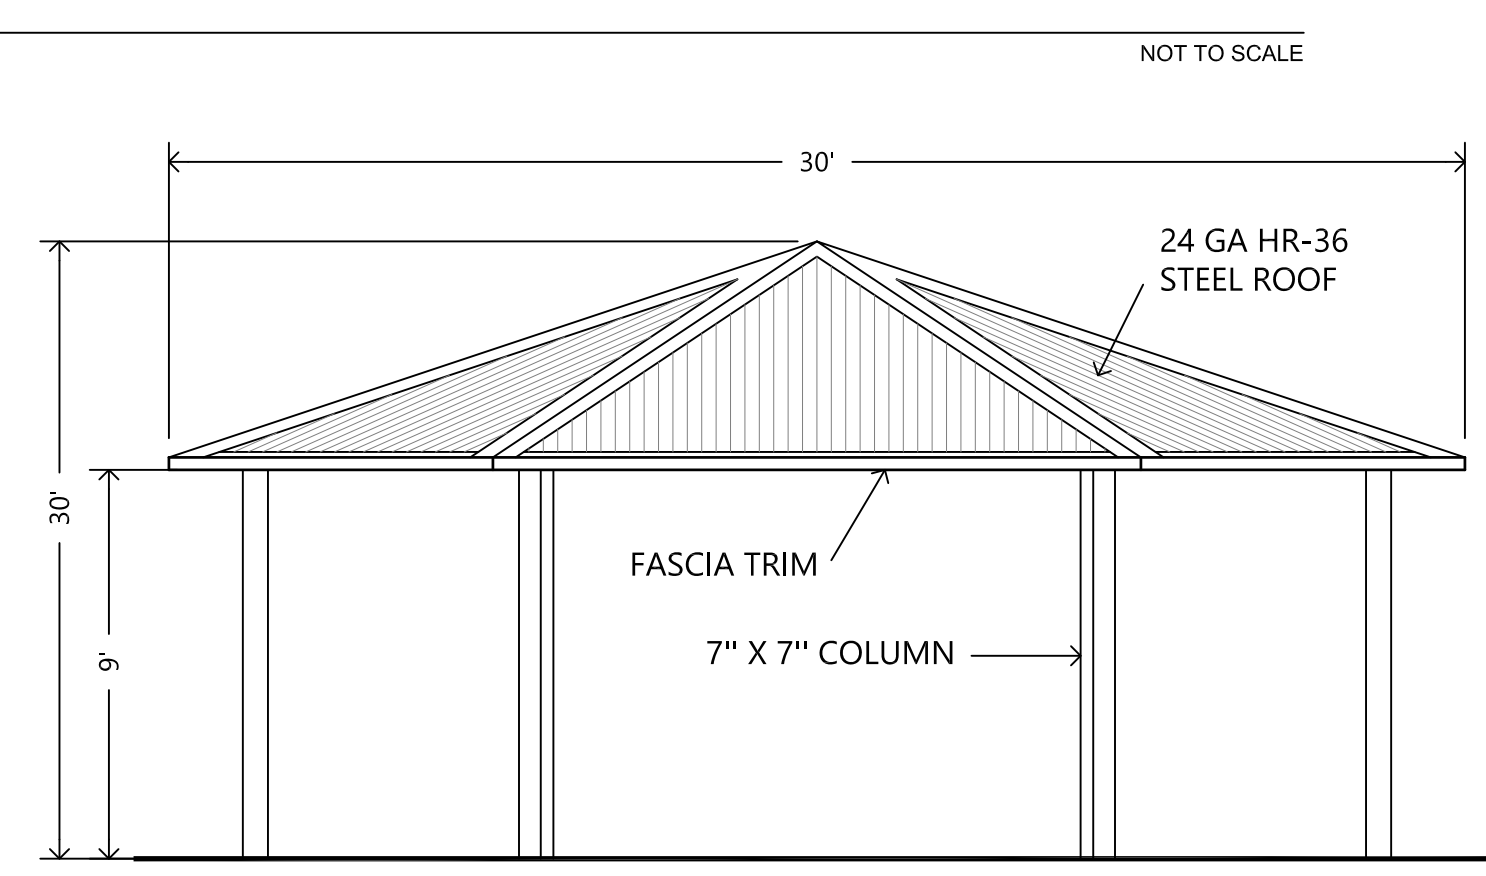 NOT TO SCALE
30'
24 GA HR-36
STEEL ROOF
30'
FASCIA TRIM
7" X 7" COLUMN
9'